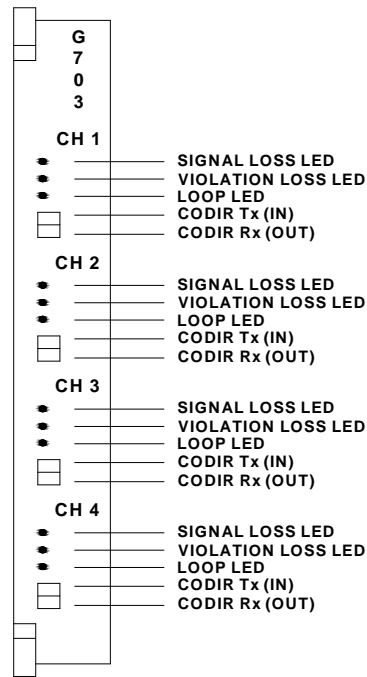 G
7
0
3
CH 1
SIGNAL LOSS LED
VIOLATION LOSS LED
LOOP LED
CODIR Tx (IN)
CODIR Rx (OUT)
CH 2
SIGNAL LOSS LED
VIOLATION LOSS LED
LOOP LED
CODIR Tx (IN)
CODIR Rx (OUT)
CH 3
SIGNAL LOSS LED
VIOLATION LOSS LED
LOOP LED
CODIR Tx (IN)
CODIR Rx (OUT)
CH 4
SIGNAL LOSS LED
VIOLATION LOSS LED
LOOP LED
CODIR Tx (IN)
CODIR Rx (OUT)